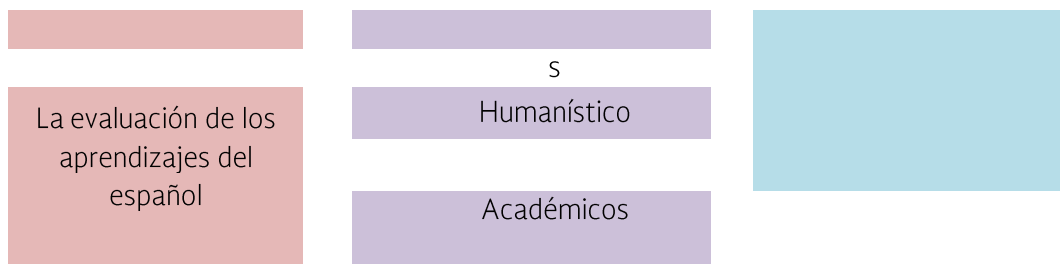 La evaluación de los
aprendizajes del
español
s
Humanístico
Académicos